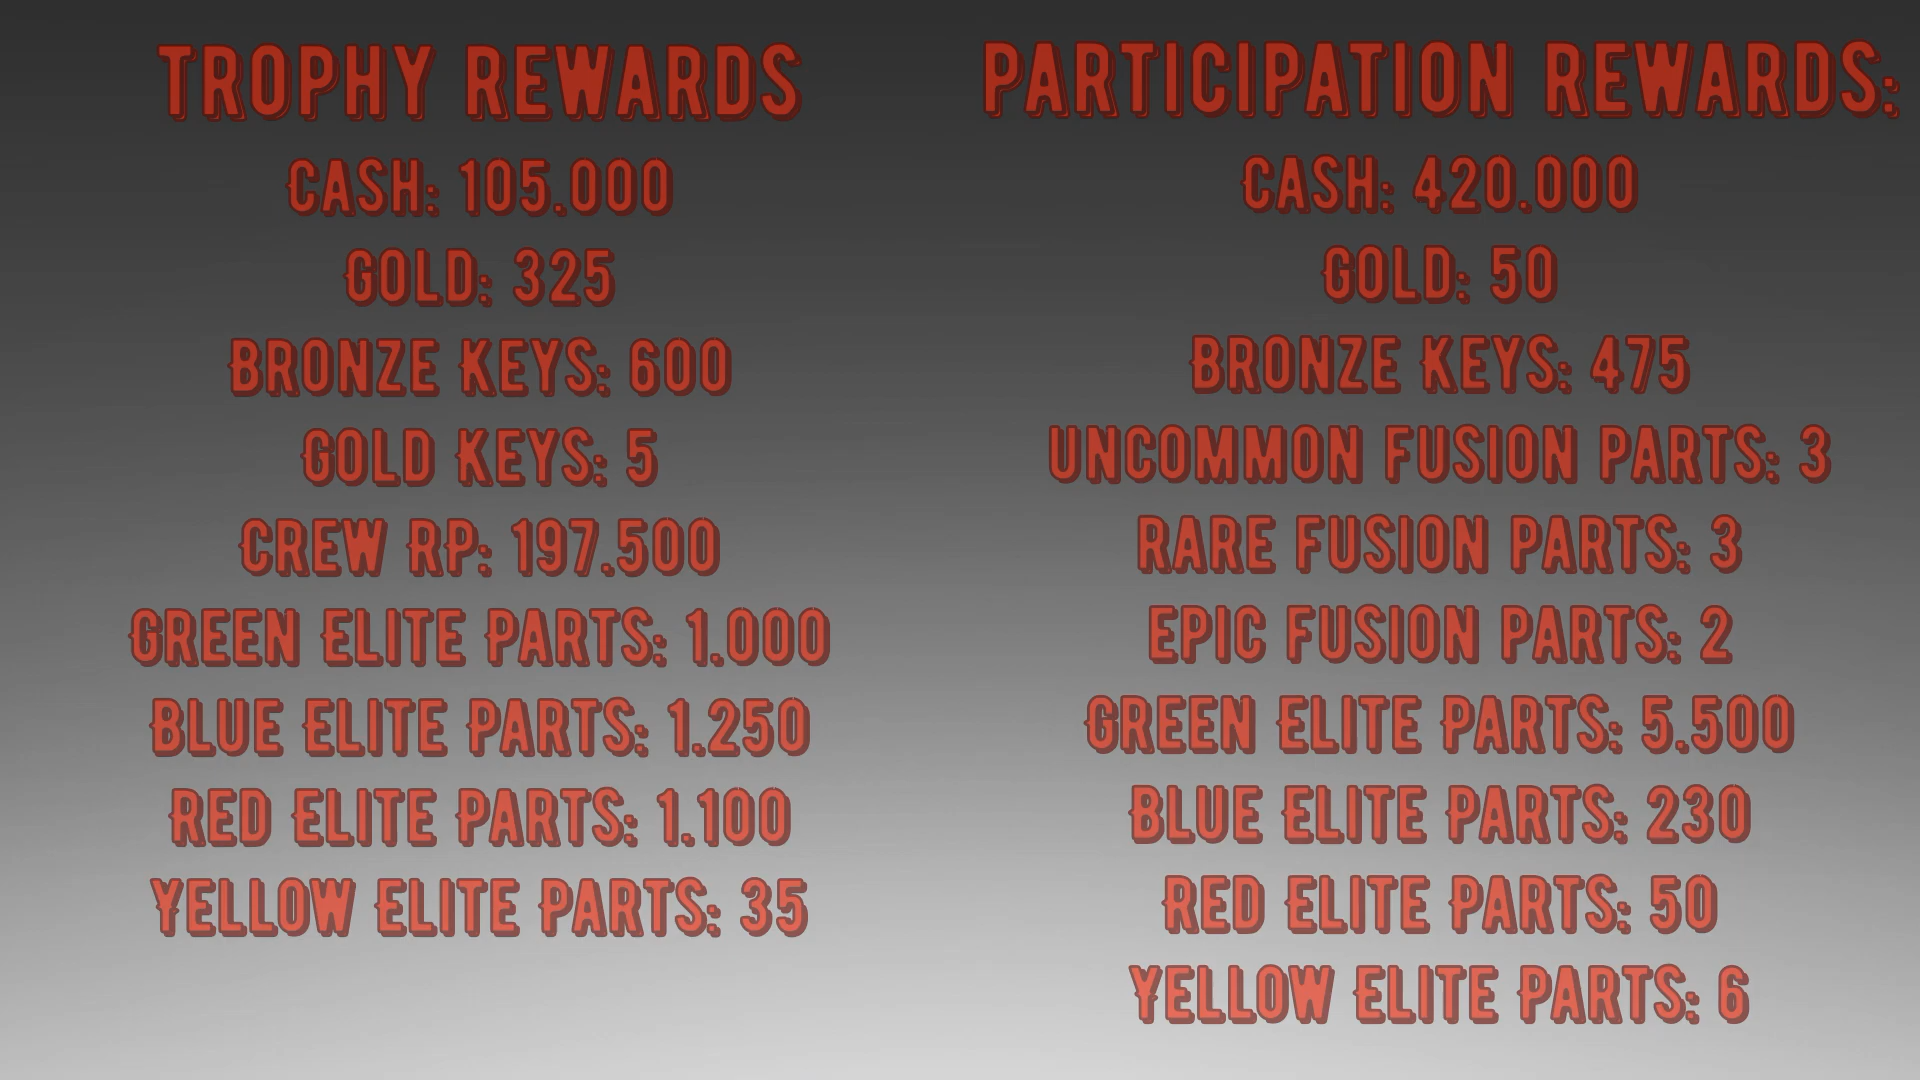 TROPHY REWARDS
CASH: 105.000
GOLD: 325
BRONZE KEYS: 600
GOLD KEYS: 5
CREW RP: 197.500
GREEN ELITE PARTS: 1.000
BLUE ELITE PARTS: 1.250
RED ELITE PARTS: 1.100
YELLOW ELITE PARTS: 35
PARTICIPATION REWARDS:
CASH: 420.000
GOLD: 50
BRONZE KEYS: 475
UNCOMMON FUSION PARTS: 3
RARE FUSION PARTS: 3
EPIC FUSION PARTS: 2
GREEN ELITE PARTS: 5.500
BLUE ELITE PARTS: 230
RED ELITE PARTS: 50
YELLOW ELITE PARTS: 6